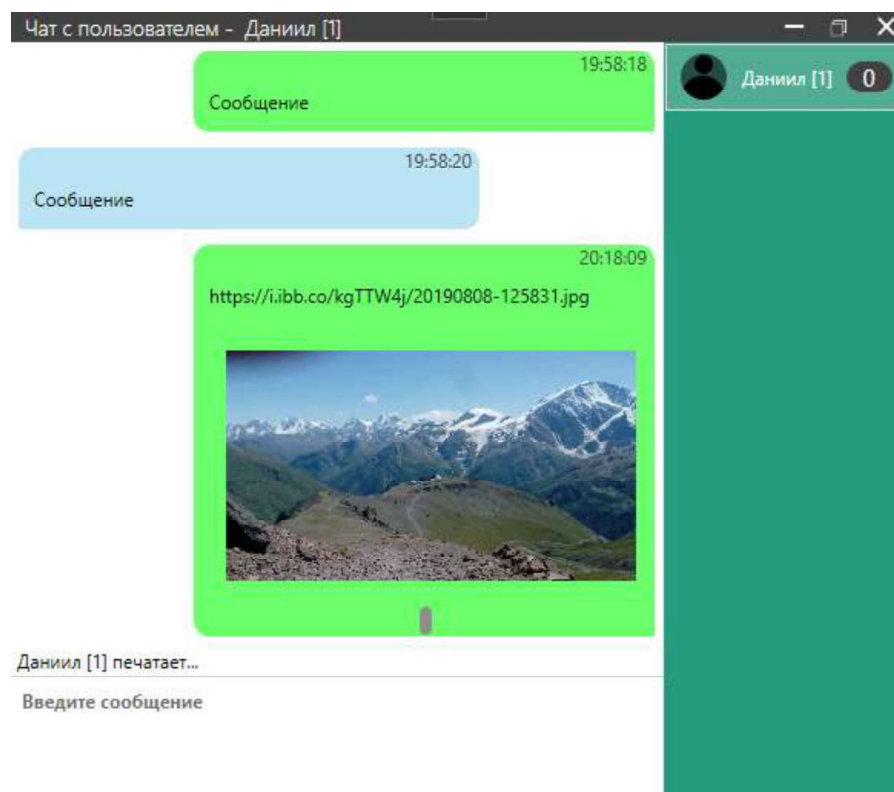 Чат с пользователем - Даниил [1]
19:58:18
Сообщение
19:58:20
Сообщение
20:18:09
https://i.ibb.co/kgTTW4j/20190808-125831.jpg
Даниил [1] печатает...
Введите сообщение
Даниил [1] 0